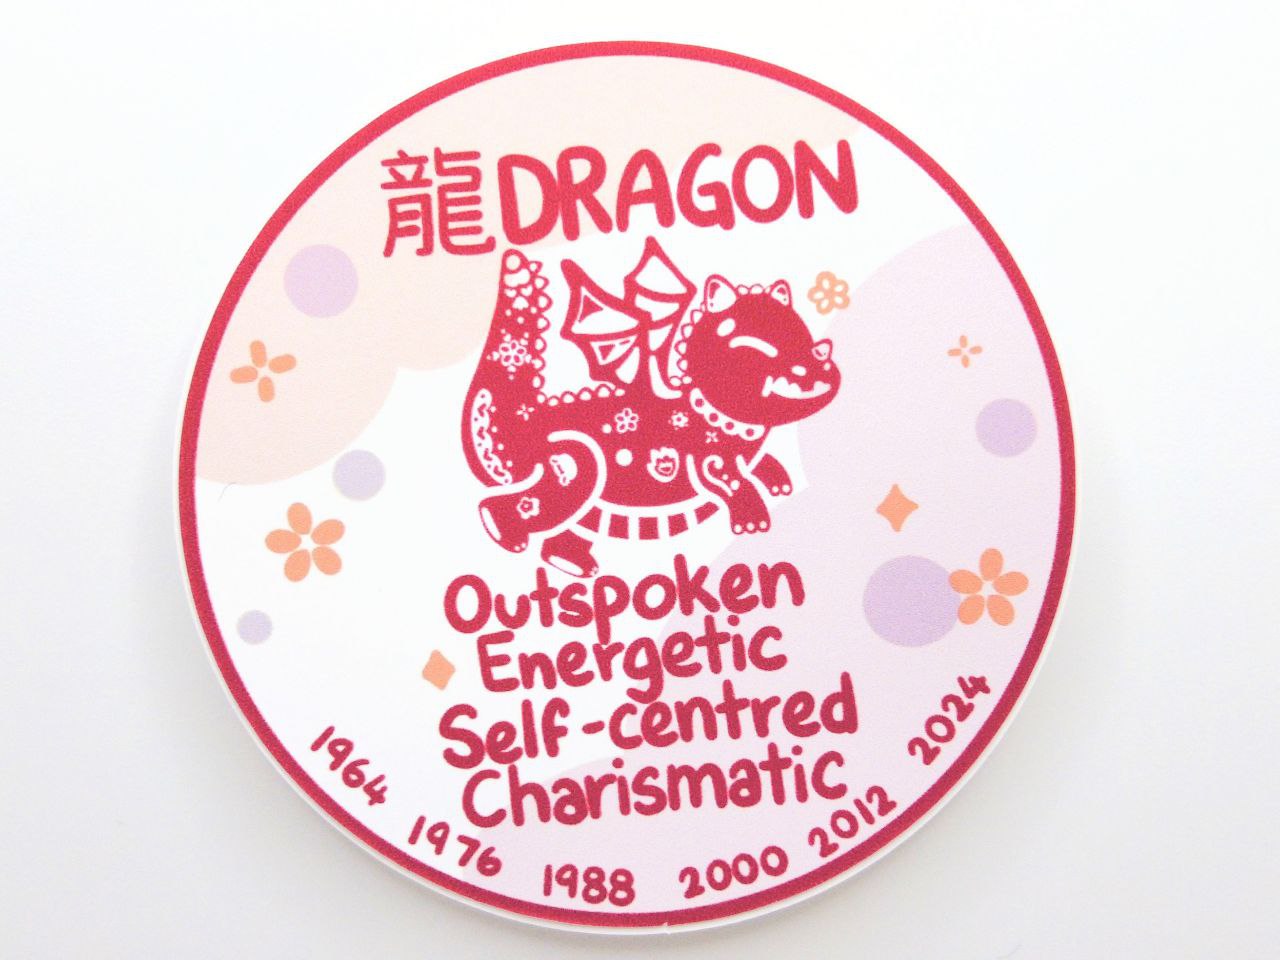 龍DRAGON
Outspoken
Energetic
Self-centred
Charismatic
1964 1976 1988 2000 2012 2024